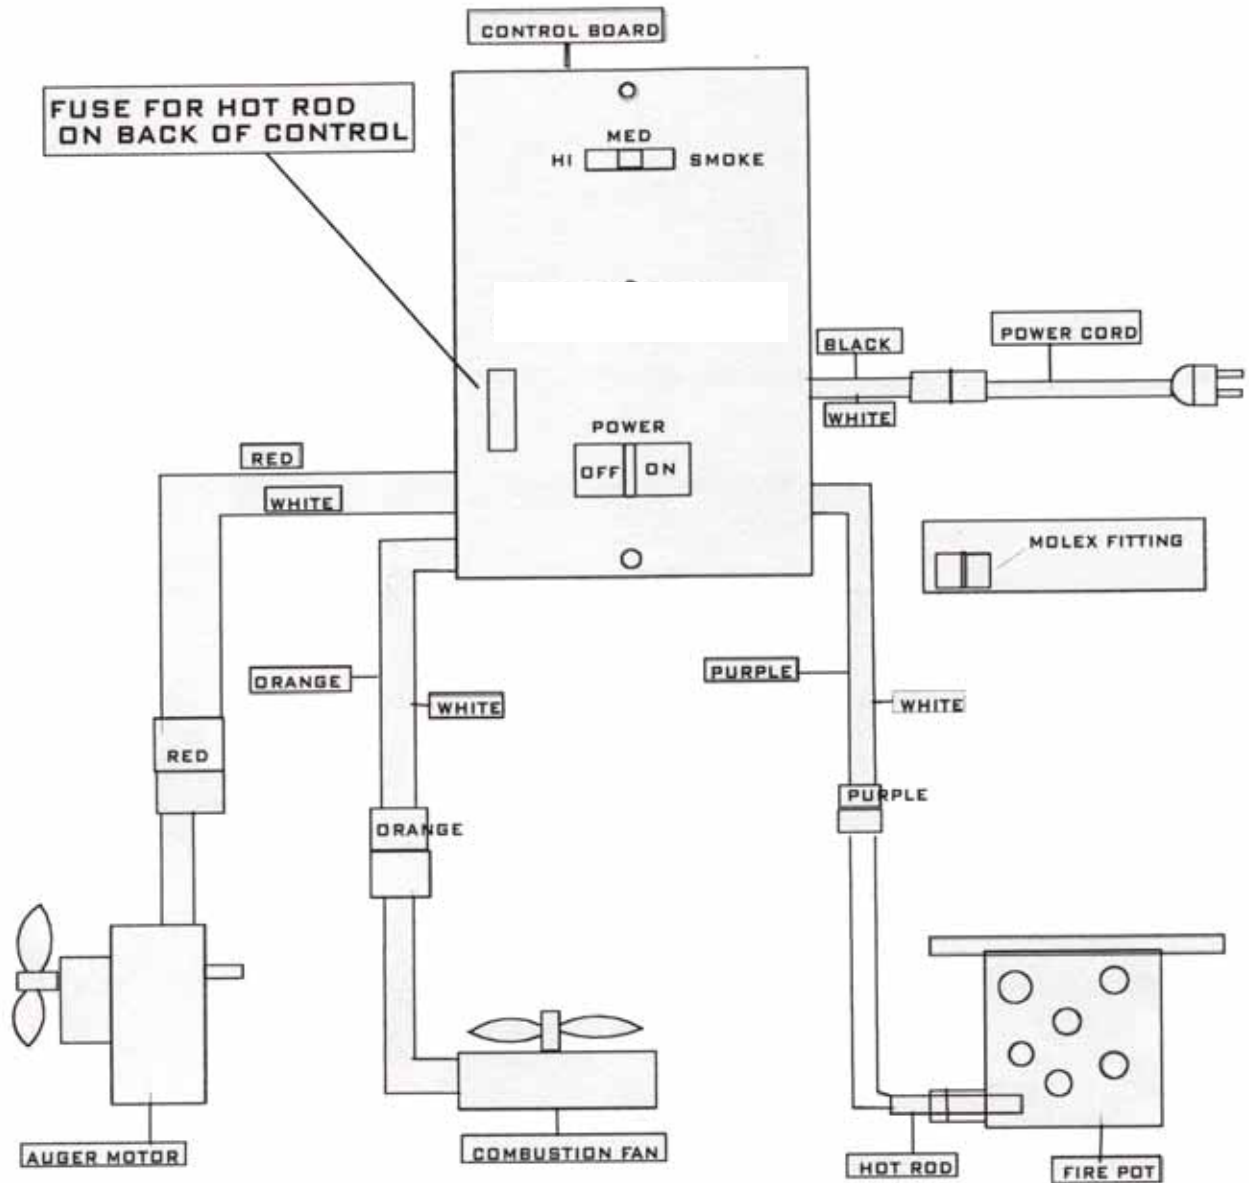 CONTROL BOARD
FUSE FOR HOT ROD
ON BACK OF CONTROL
MED
HI
SMOKE
BLACK
POWER CORD
WHITE
POWER
OFF
ON
RED
WHITE
MOLEX FITTING
ORANGE
WHITE
PURPLE
WHITE
RED
PURPLE
ORANGE
AUGER MOTOR
COMBUSTION FAN
HOT ROD
FIRE POT